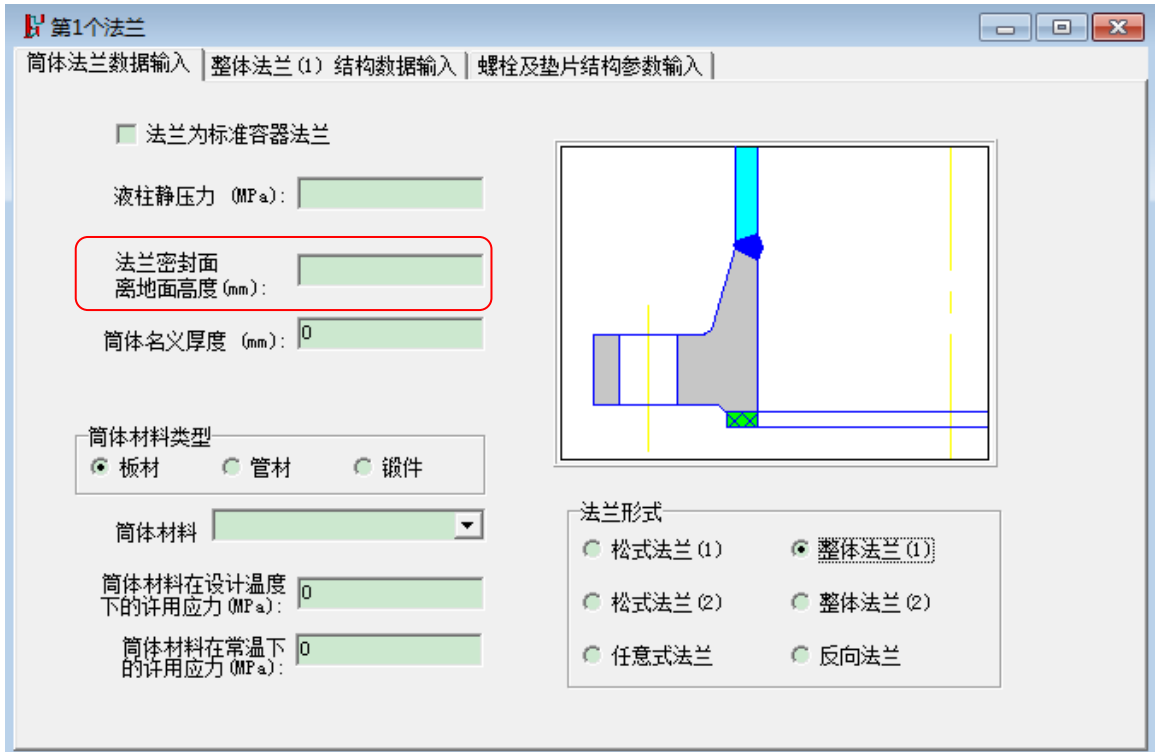 第1个法兰
筒体法兰数据输入 整体法兰(1) 结构数据输入 螺栓及垫片结构参数输入
法兰为标准容器法兰
液柱静压力 (MPa):
法兰密封面
离地面高度(mm):
筒体名义厚度 (mm): 0
筒体材料类型
板材 管材 锻件
筒体材料
筒体材料在设计温度
下的许用应力(MPa): 0
筒体材料在常温下
的许用应力(MPa): 0
法兰形式
松式法兰(1) 整体法兰(1)
松式法兰(2) 整体法兰(2)
任意式法兰 反向法兰